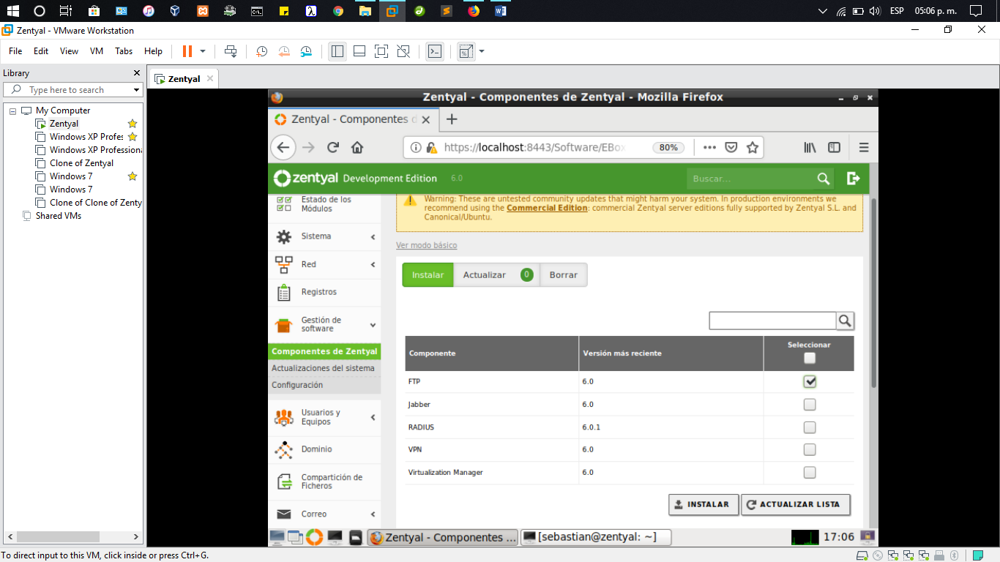 ESP
05:06 p. m.
Zentyal - VMware Workstation
File Edit View VM Tabs Help
Library
Type here to search
My Computer
Zentyal
Windows XP Profes
Windows XP Professiona
Clone of Zentyal
Windows 7
Windows 7
Clone of Clone of Zenty
Shared VMs
Zentyal
Zentyal - Componentes de Zentyal - Mozilla Firefox
Zentyal - Componentes d
https://localhost:8443/Software/EBox
80%
zentyal Development Edition 6.0
Buscar...
Estado de los
Módulos
Sistema
Red
Registros
Gestión de
software
Componentes de Zentyal
Actualizaciones del sistema
Configuración
Usuarios y
Equipos
Dominio
Compartición de
Ficheros
Correo
Warning: These are untested community updates that might harm your system. In production environments we
recommend using the Commercial Edition: commercial Zentyal server editions fully supported by Zentyal S.L. and
Canonical/Ubuntu.
Ver modo básico
Instalar Actualizar 0 Borrar
Componente Versión más reciente Seleccionar
FTP 6.0
Jabber 6.0
RADIUS 6.0.1
VPN 6.0
Virtualization Manager 6.0
INSTALAR ACTUALIZAR LISTA
Zentyal - Componentes ... [sebastian@zentyal: ~] 17:06
To direct input to this VM, click inside or press Ctrl+G.